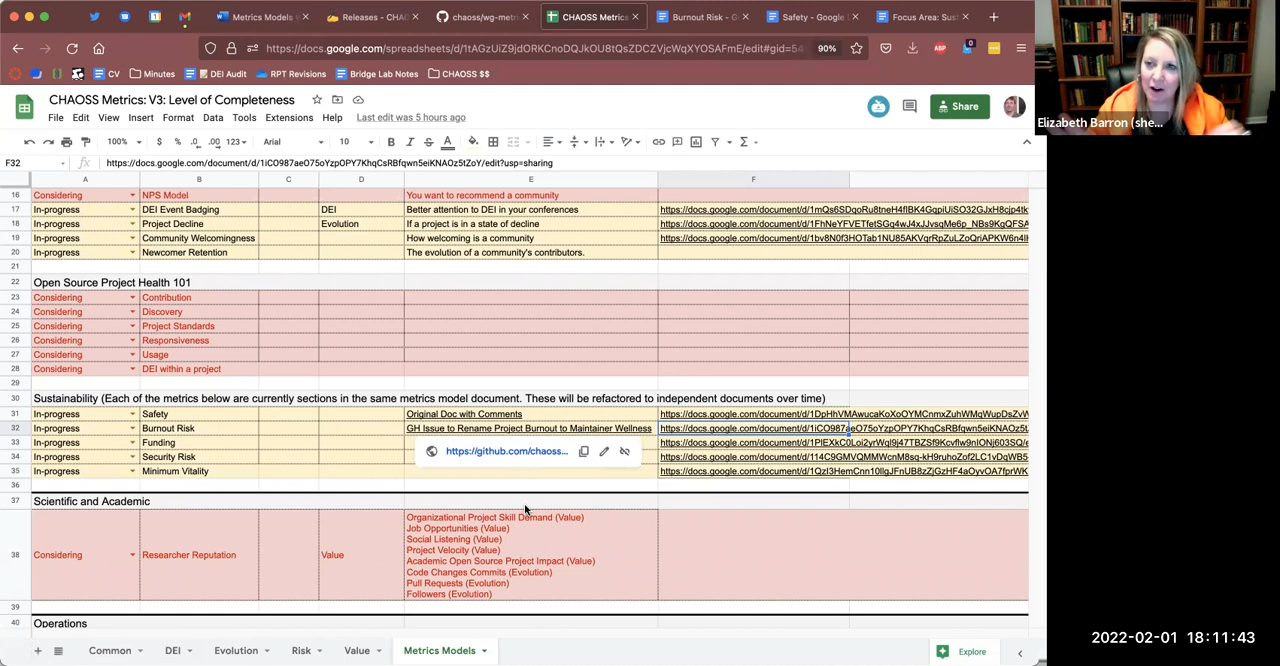 Metrics Models
Releases - CHAO
chaoss/wg-metri
CHAOSS Metrics
Burnout Risk - G
Safety - Google
Focus Area: Sus
https://docs.google.com/spreadsheets/d/1tAGzUiZ9jdORKCnoDQJkOU8tQsZDCZVjcWqXYOSAFmE/edit#gid=54
90%
ABP
0
CV
Minutes
DEI Audit
RPT Revisions
Bridge Lab Notes
CHAOSS $$
CHAOSS Metrics: V3: Level of Completeness
File Edit View Insert Format Data Tools Extensions Help Last edit was 5 hours ago
Share
100% $ % .0 .00 123 Arial 10 B I S A
F32 fx https://docs.google.com/document/d/1iCO987aeO75oYzpOPY7KhqCsRBfqwn5eiKNAOz5tZoY/edit?usp=sharing
A B C D E F
16 Considering NPS Model You want to recommend a community
17 In-progress DEI Event Badging DEI Better attention to DEI in your conferences
18 In-progress Project Decline Evolution If a project is in a state of decline
19 In-progress Community Welcomingness How welcoming is a community
20 In-progress Newcomer Retention The evolution of a community's contributors.
21
22 Open Source Project Health 101
23 Considering Contribution
24 Considering Discovery
25 Considering Project Standards
26 Considering Responsiveness
27 Considering Usage
28 Considering DEI within a project
29
30 Sustainability (Each of the metrics below are currently sections in the same metrics model document. These will be refactored to independent documents over time)
31 In-progress Safety Original Doc with Comments
32 In-progress Burnout Risk GH Issue to Rename Project Burnout to Maintainer Wellness
33 In-progress Funding
https://github.com/chaoss...
34 In-progress Security Risk
35 In-progress Minimum Vitality
36
37 Scientific and Academic
38 Considering Researcher Reputation Value
Organizational Project Skill Demand (Value)
Job Opportunities (Value)
Social Listening (Value)
Project Velocity (Value)
Academic Open Source Project Impact (Value)
Code Changes Commits (Evolution)
Pull Requests (Evolution)
Followers (Evolution)
39
40 Operations
Common DEI Evolution Risk Value Metrics Models
Explore
Elizabeth Barron (she...
2022-02-01 18:11:43